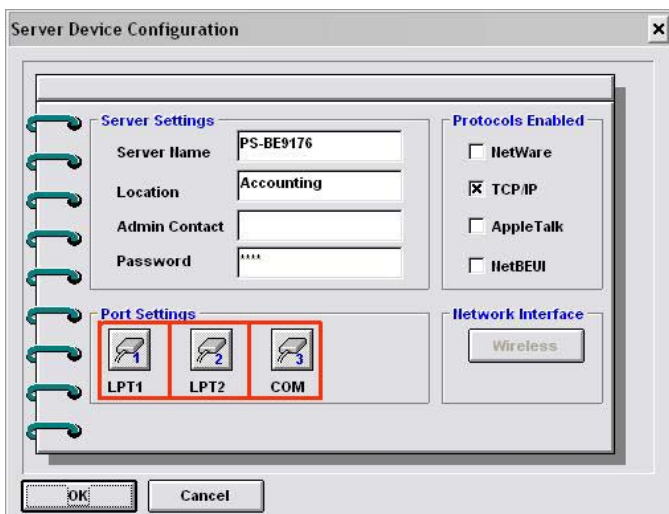 Server Device Configuration
Server Settings
Server Name PS-BE9176
Location Accounting
Admin Contact
Password ****
Protocols Enabled
NetWare
TCP/IP
AppleTalk
NetBEUI
Port Settings
1 2 3
LPT1 LPT2 COM
Network Interface
Wireless
OK Cancel